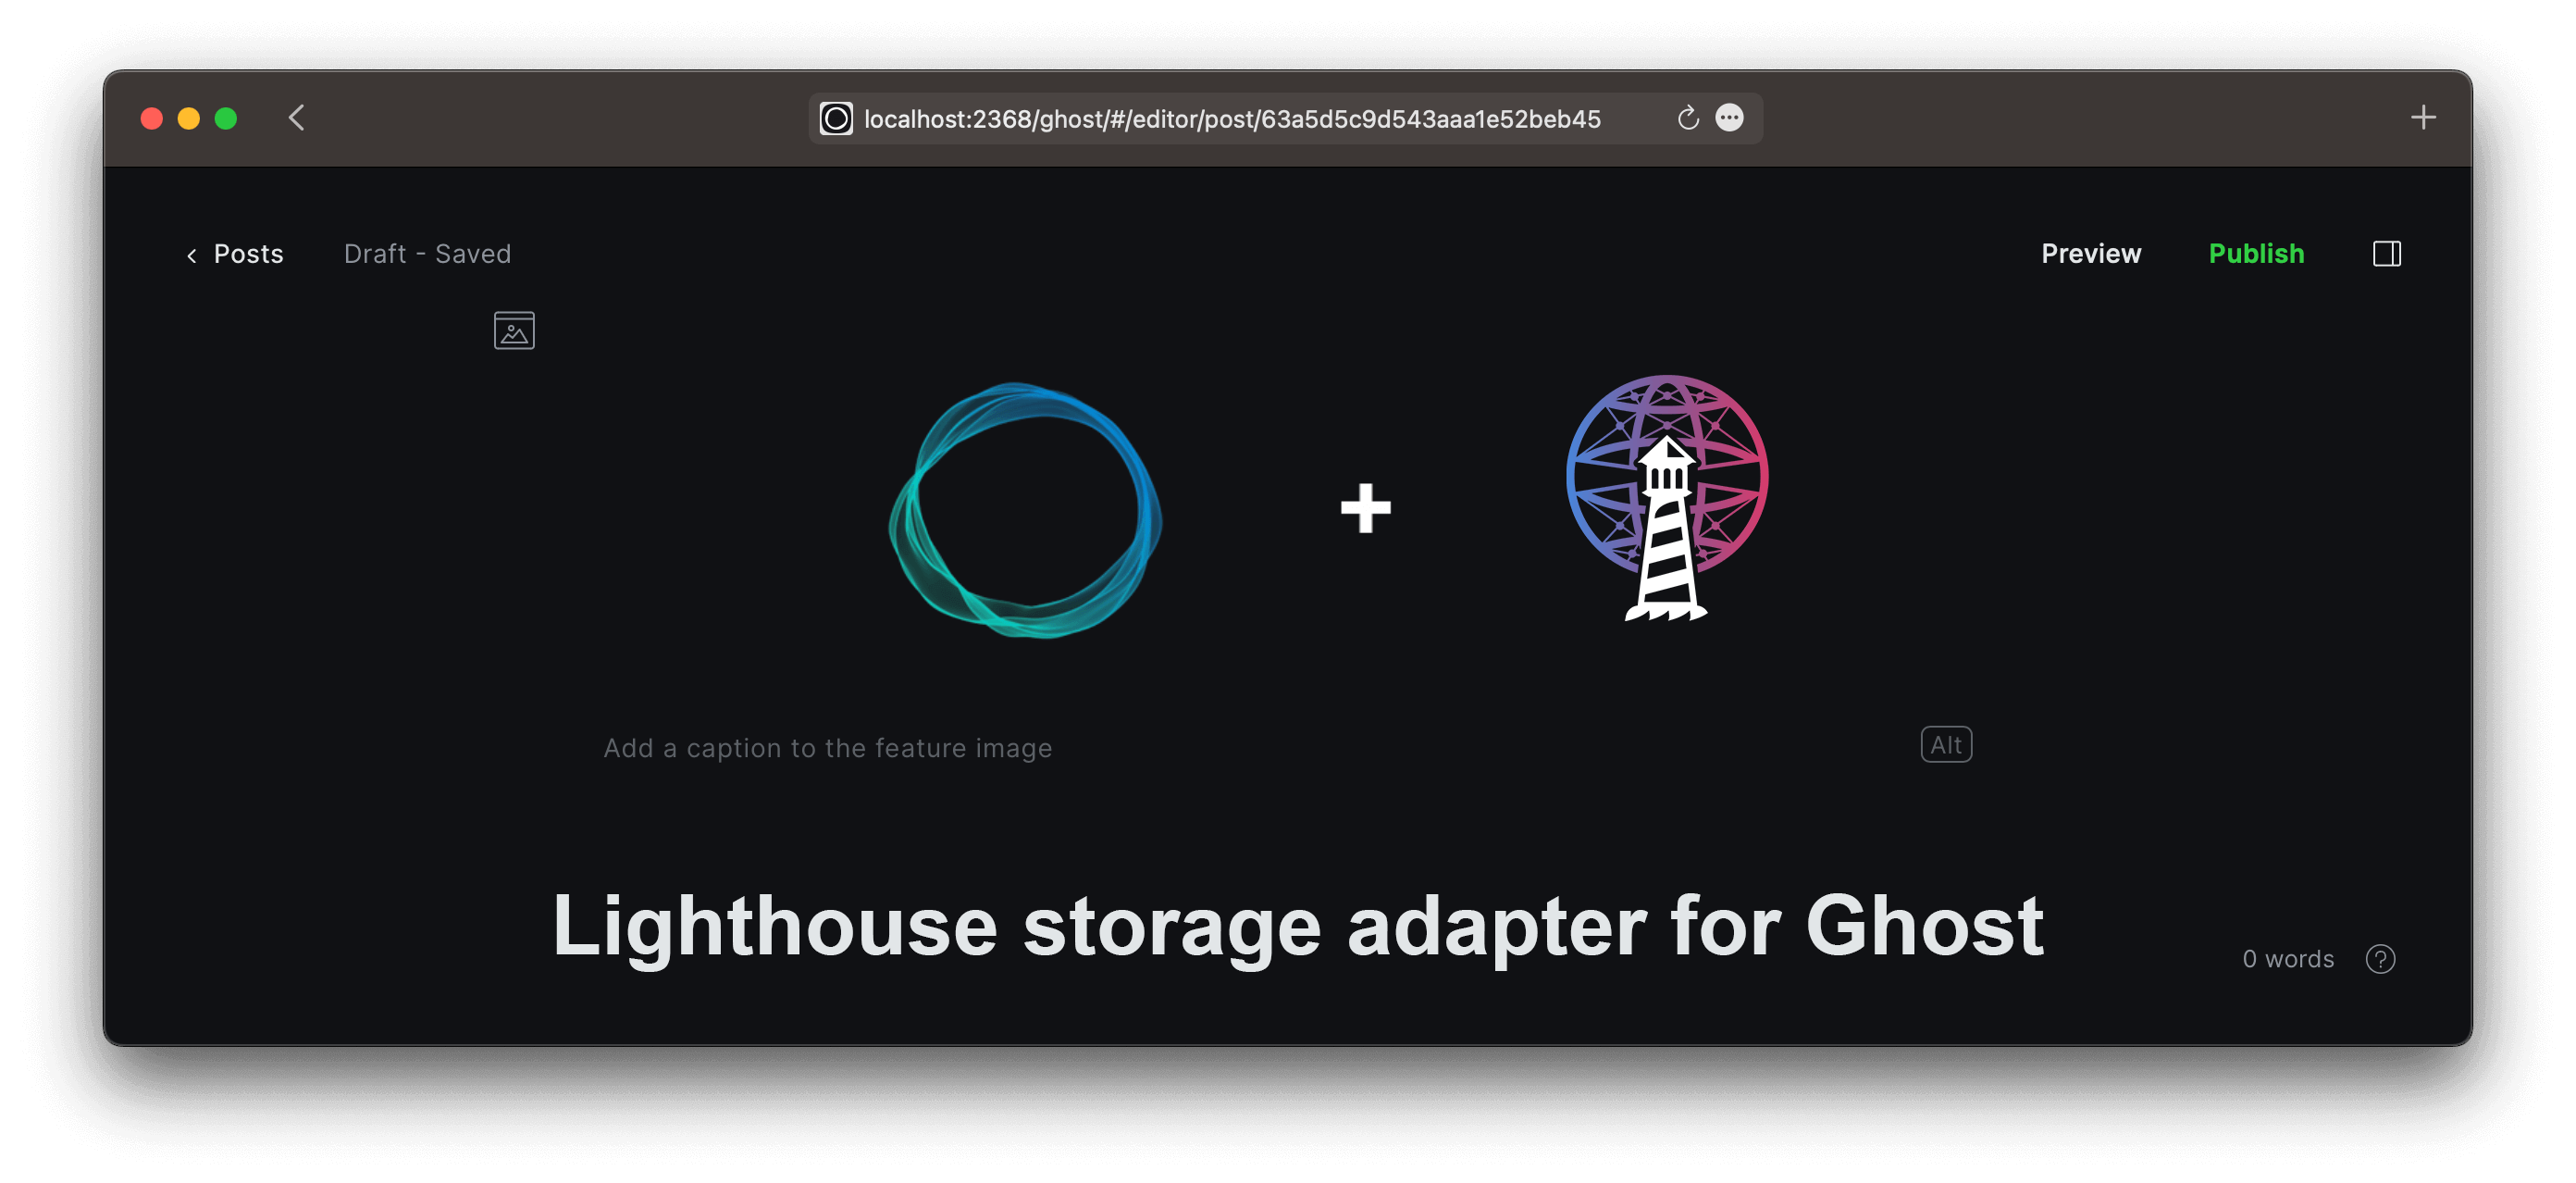 localhost:2368/ghost/#/editor/post/63a5d5c9d543aaa1e52beb45
Posts
Draft - Saved
Preview
Publish
Add a caption to the feature image
Alt
Lighthouse storage adapter for Ghost
0 words
?